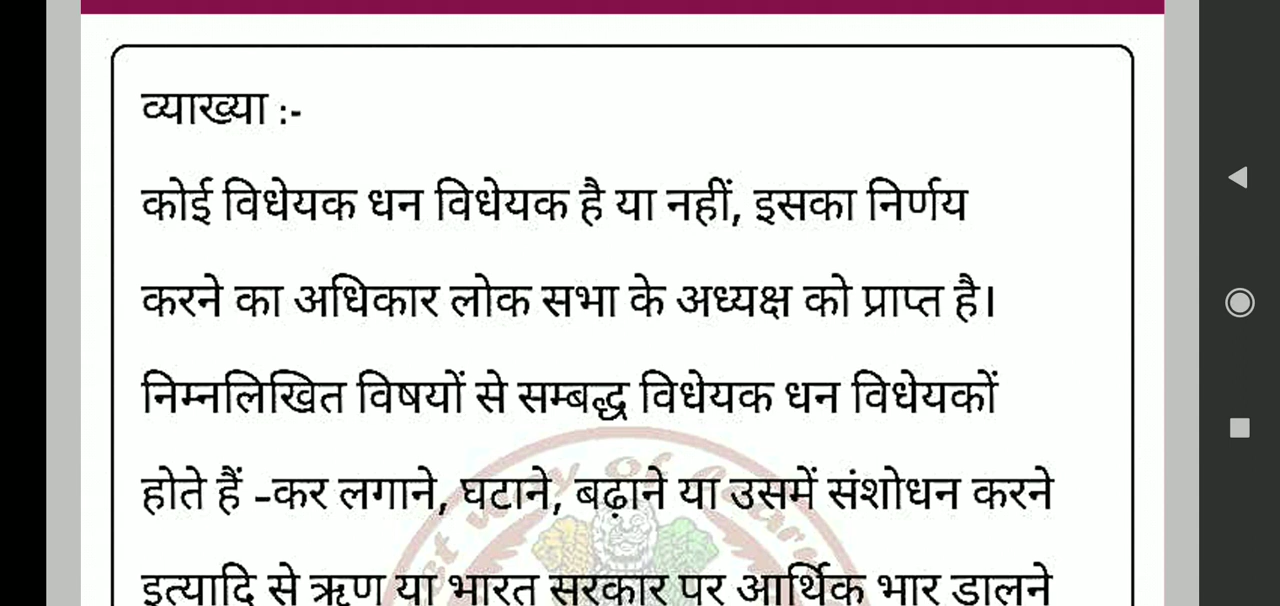 व्याख्या :-
कोई विधेयक धन विधेयक है या नहीं, इसका निर्णय
करने का अधिकार लोक सभा के अध्यक्ष को प्राप्त है।
निम्नलिखित विषयों से सम्बद्ध विधेयक धन विधेयकों
होते हैं -कर लगाने, घटाने, बढ़ाने या उसमें संशोधन करने
इत्यादि से ऋण या भारत सरकार पर आर्थिक भार डालने